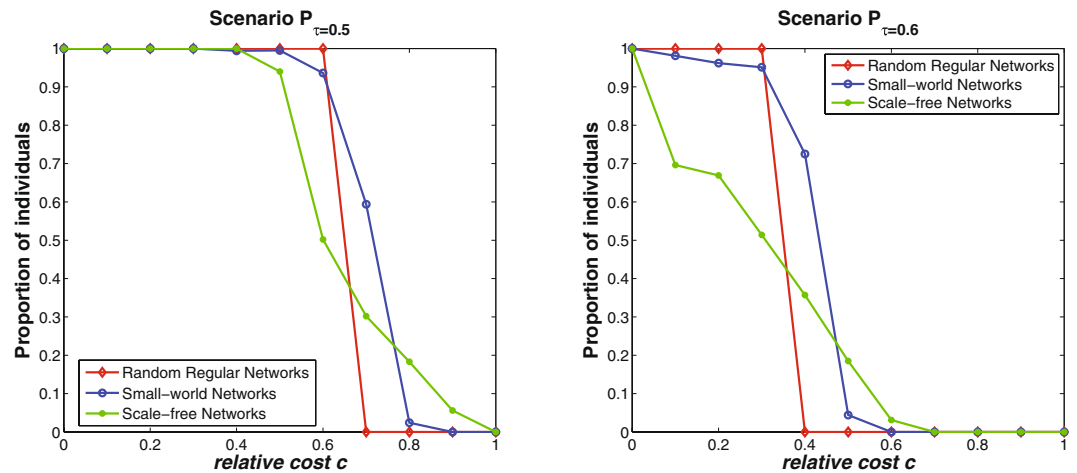 Scenario P τ=0.5
Proportion of individuals
1
0.9
0.8
0.7
0.6
0.5
0.4
0.3
0.2
0.1
0
Random Regular Networks
Small-world Networks
Scale-free Networks
0 0.2 0.4 0.6 0.8 1
relative cost c
Scenario P τ=0.6
Proportion of individuals
1
0.9
0.8
0.7
0.6
0.5
0.4
0.3
0.2
0.1
0
Random Regular Networks
Small-world Networks
Scale-free Networks
0 0.2 0.4 0.6 0.8 1
relative cost c